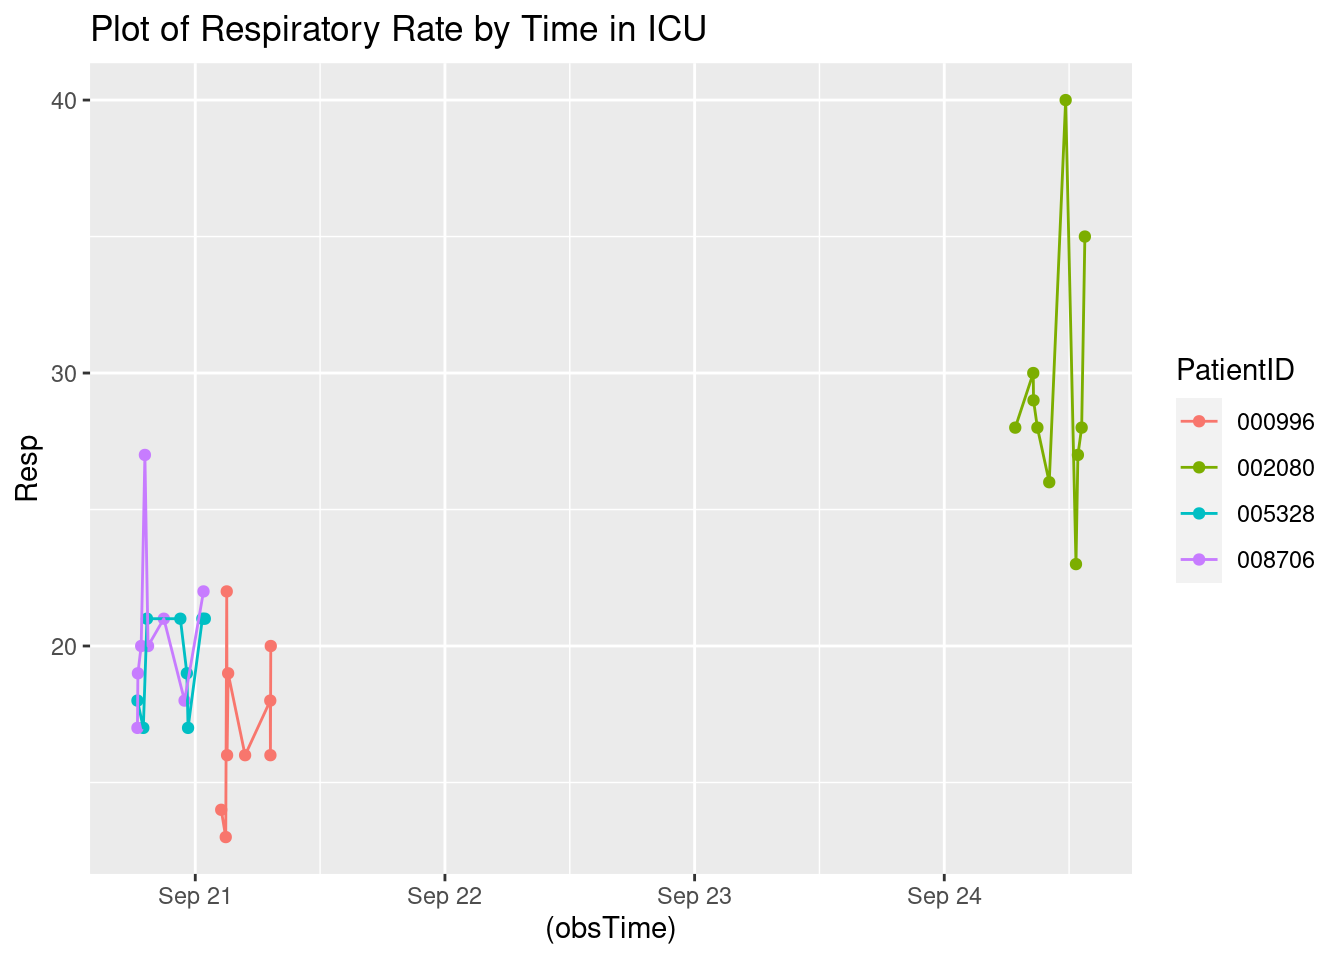 Plot of Respiratory Rate by Time in ICU
40
30
20
Resp
Sep 21 Sep 22 Sep 23 Sep 24
(obsTime)
PatientID
000996
002080
005328
008706